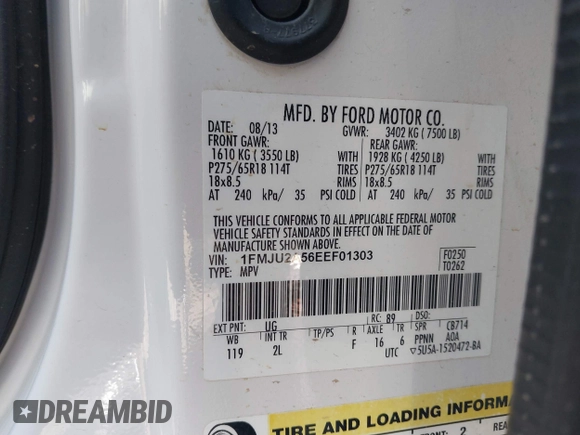 MFD. BY FORD MOTOR CO.
DATE: 08/13 GVWR: 3402 KG ( 7500 LB)
FRONT GAWR: REAR GAWR:
1610 KG ( 3550 LB) 1928 KG ( 4250 LB)
P275/65R18 114T TIRES P275/65R18 114T TIRES
18x8.5 RIMS 18x8.5 RIMS
AT 240 kPa/ 35 PSI COLD AT 240 kPa/ 35 PSI COLD
THIS VEHICLE CONFORMS TO ALL APPLICABLE FEDERAL MOTOR
VEHICLE SAFETY STANDARDS IN EFFECT ON THE DATE OF
MANUFACTURE SHOWN ABOVE.
VIN: F0250
TYPE: MPV T0262
EXT PNT: UG RC: 89 DSO:
WB INT TR TP/PS R AXLE TR SPR CB714
119 2L F 16 6 PPNN AOA
UTC ▽5U5A-1520472-BA
TIRE AND LOADING INFORMA
FRONT: 2 REA
DREAMBID